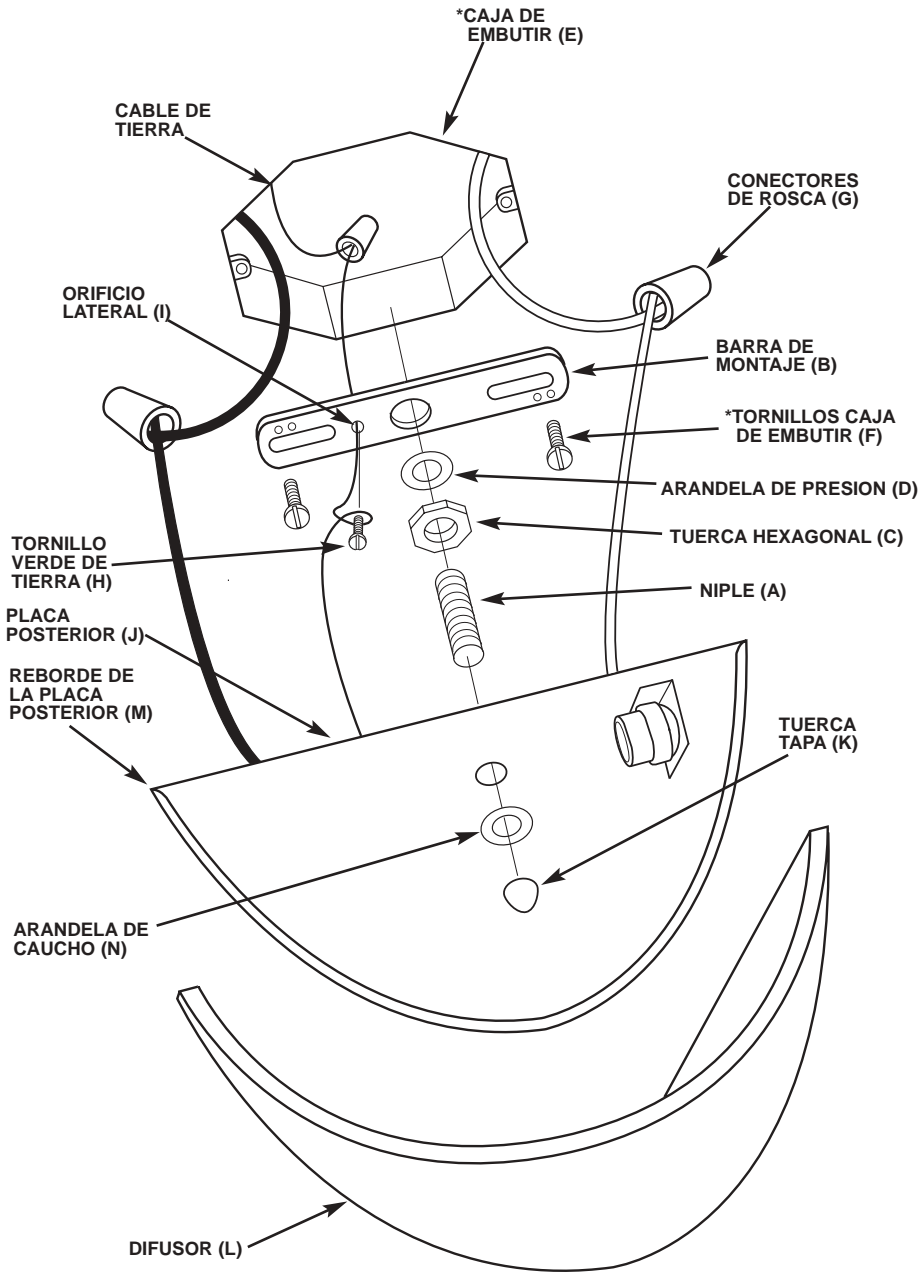 *CAJA DE
EMBUTIR (E)
CABLE DE
TIERRA
CONECTORES
DE ROSCA (G)
ORIFICIO
LATERAL (I)
BARRA DE
MONTAJE (B)
*TORNILLOS CAJA
DE EMBUTIR (F)
ARANDELA DE PRESION (D)
TUERCA HEXAGONAL (C)
TORNILLO
VERDE DE
TIERRA (H)
NIPLE (A)
PLACA
POSTERIOR (J)
REBORDE DE
LA PLACA
POSTERIOR (M)
TUERCA
TAPA (K)
ARANDELA DE
CAUCHO (N)
DIFUSOR (L)